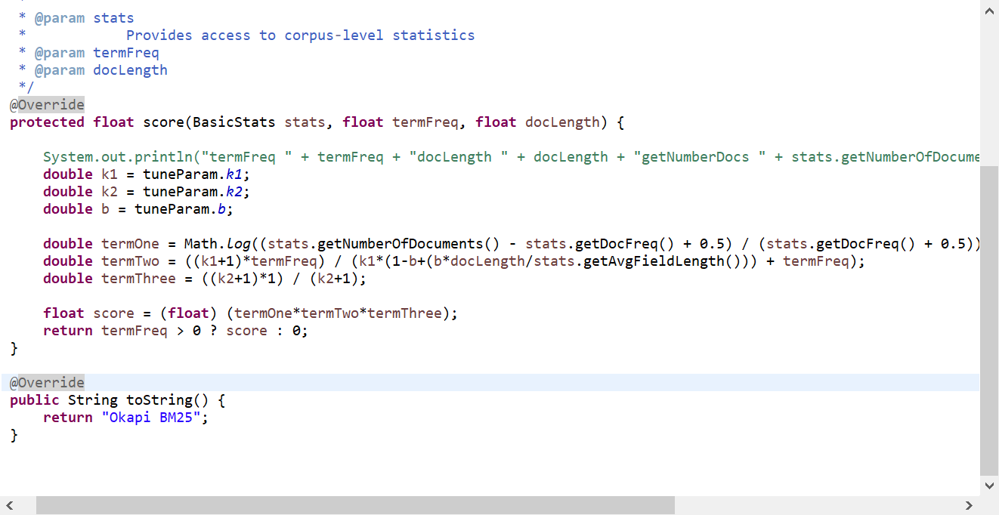 * @param stats
*            Provides access to corpus-level statistics
* @param termFreq
* @param docLength
*/
@Override
protected float score(BasicStats stats, float termFreq, float docLength) {
System.out.println("termFreq " + termFreq + "docLength " + docLength + "getNumberDocs " + stats.getNumberOfDocume
double k1 = tuneParam.k1;
double k2 = tuneParam.k2;
double b = tuneParam.b;
double termOne = Math.log((stats.getNumberOfDocuments() - stats.getDocFreq() + 0.5) / (stats.getDocFreq() + 0.5))
double termTwo = ((k1+1)*termFreq) / (k1*(1-b+(b*docLength/stats.getAvgFieldLength())) + termFreq);
double termThree = ((k2+1)*1) / (k2+1);
float score = (float) (termOne*termTwo*termThree);
return termFreq > 0 ? score : 0;
}
@Override
public String toString() {
return "Okapi BM25";
}